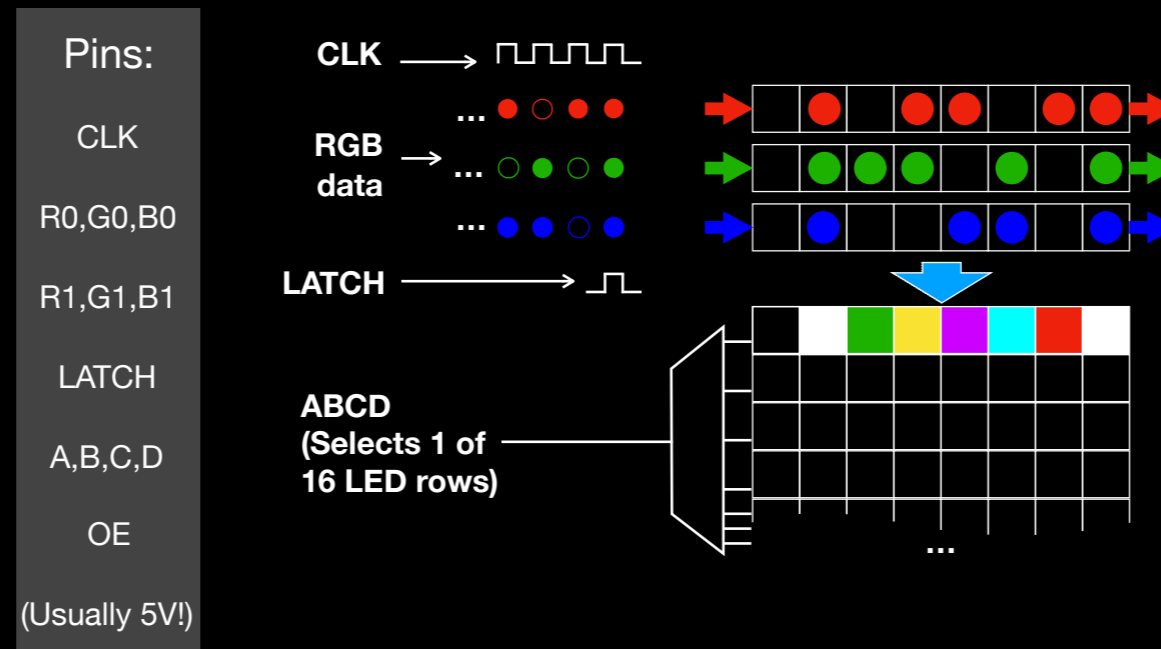 Pins:
CLK
R0,G0,B0
R1,G1,B1
LATCH
A,B,C,D
OE
(Usually 5V!)
CLK
...
RGB
data
...
...
LATCH
ABCD
(Selects 1 of
16 LED rows)
...